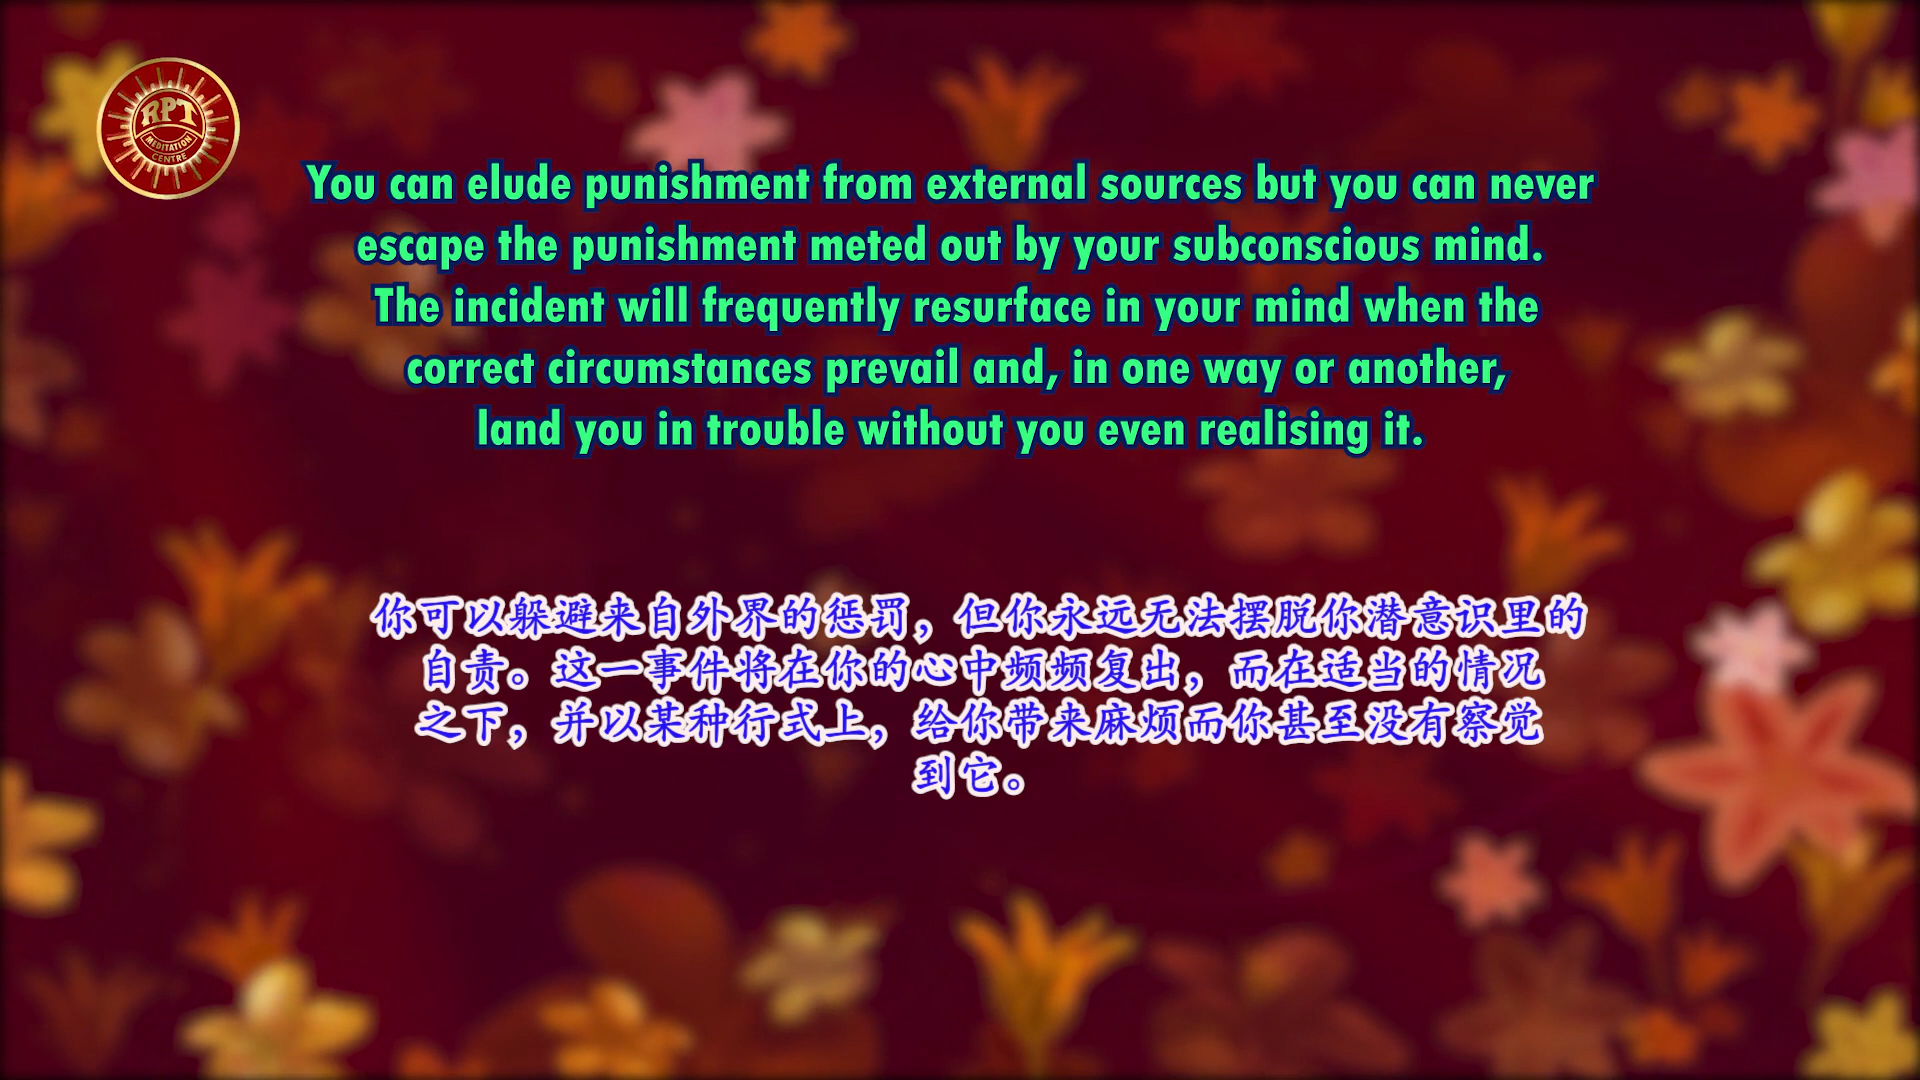 RPT
MEDITATION
CENTRE
You can elude punishment from external sources but you can never
escape the punishment meted out by your subconscious mind.
The incident will frequently resurface in your mind when the
correct circumstances prevail and, in one way or another,
land you in trouble without you even realising it.
你可以躲避来自外界的惩罚，但你永远无法摆脱你潜意识里的
自责。这一事件将在你的心中频频复出，而在适当的情况
之下，并以某种行式上，给你带来麻烦而你甚至没有察觉
到它。